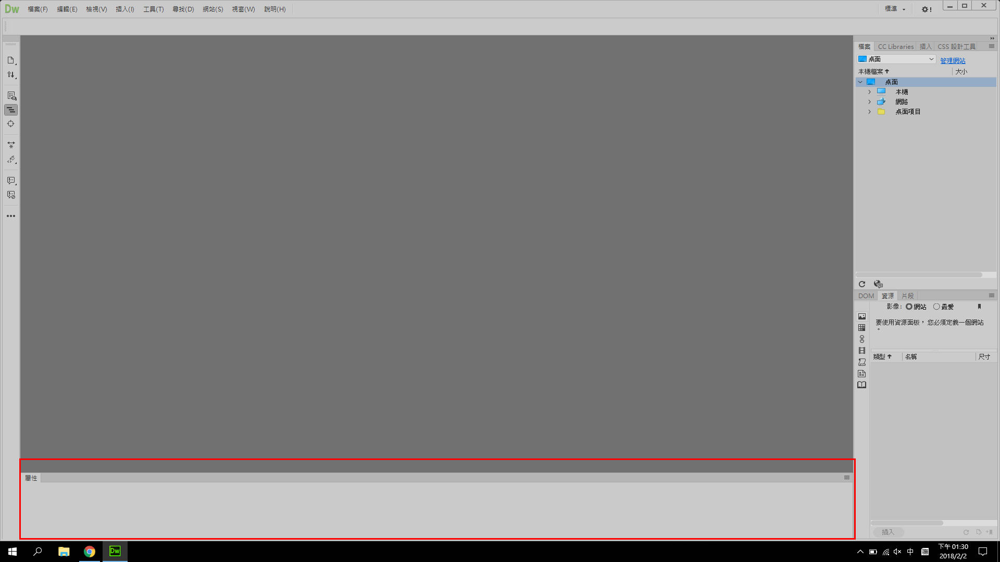 Dw 檔案(F) 編輯(E) 檢視(V) 插入(I) 工具(T) 尋找(D) 網站(S) 視窗(W) 說明(H) 標準
檔案 CC Libraries 插入 CSS 設計工具
桌面 管理網站
本機檔案 大小
桌面
本機
網路
桌面項目
DOM 資源 片段
影像: 網站 最愛
要使用資源面板， 您必須定義一個網站
。
類型 名稱 尺寸
屬性
插入
Dw 中 下午 01:30
2018/2/2